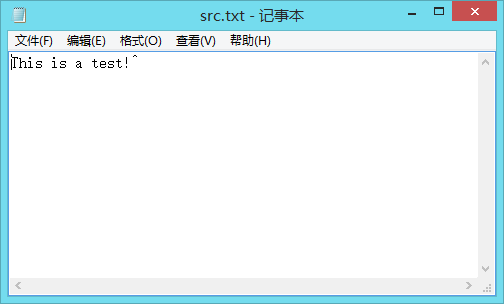 src.txt - 记事本
文件(F) 编辑(E) 格式(O) 查看(V) 帮助(H)
This is a test!^